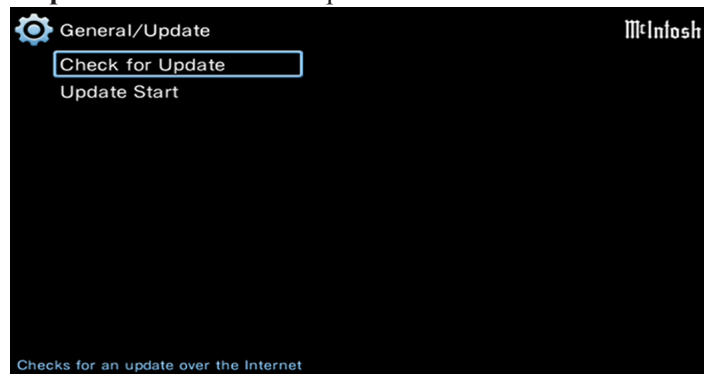 General/Update
McIntosh
Check for Update
Update Start
Checks for an update over the Internet